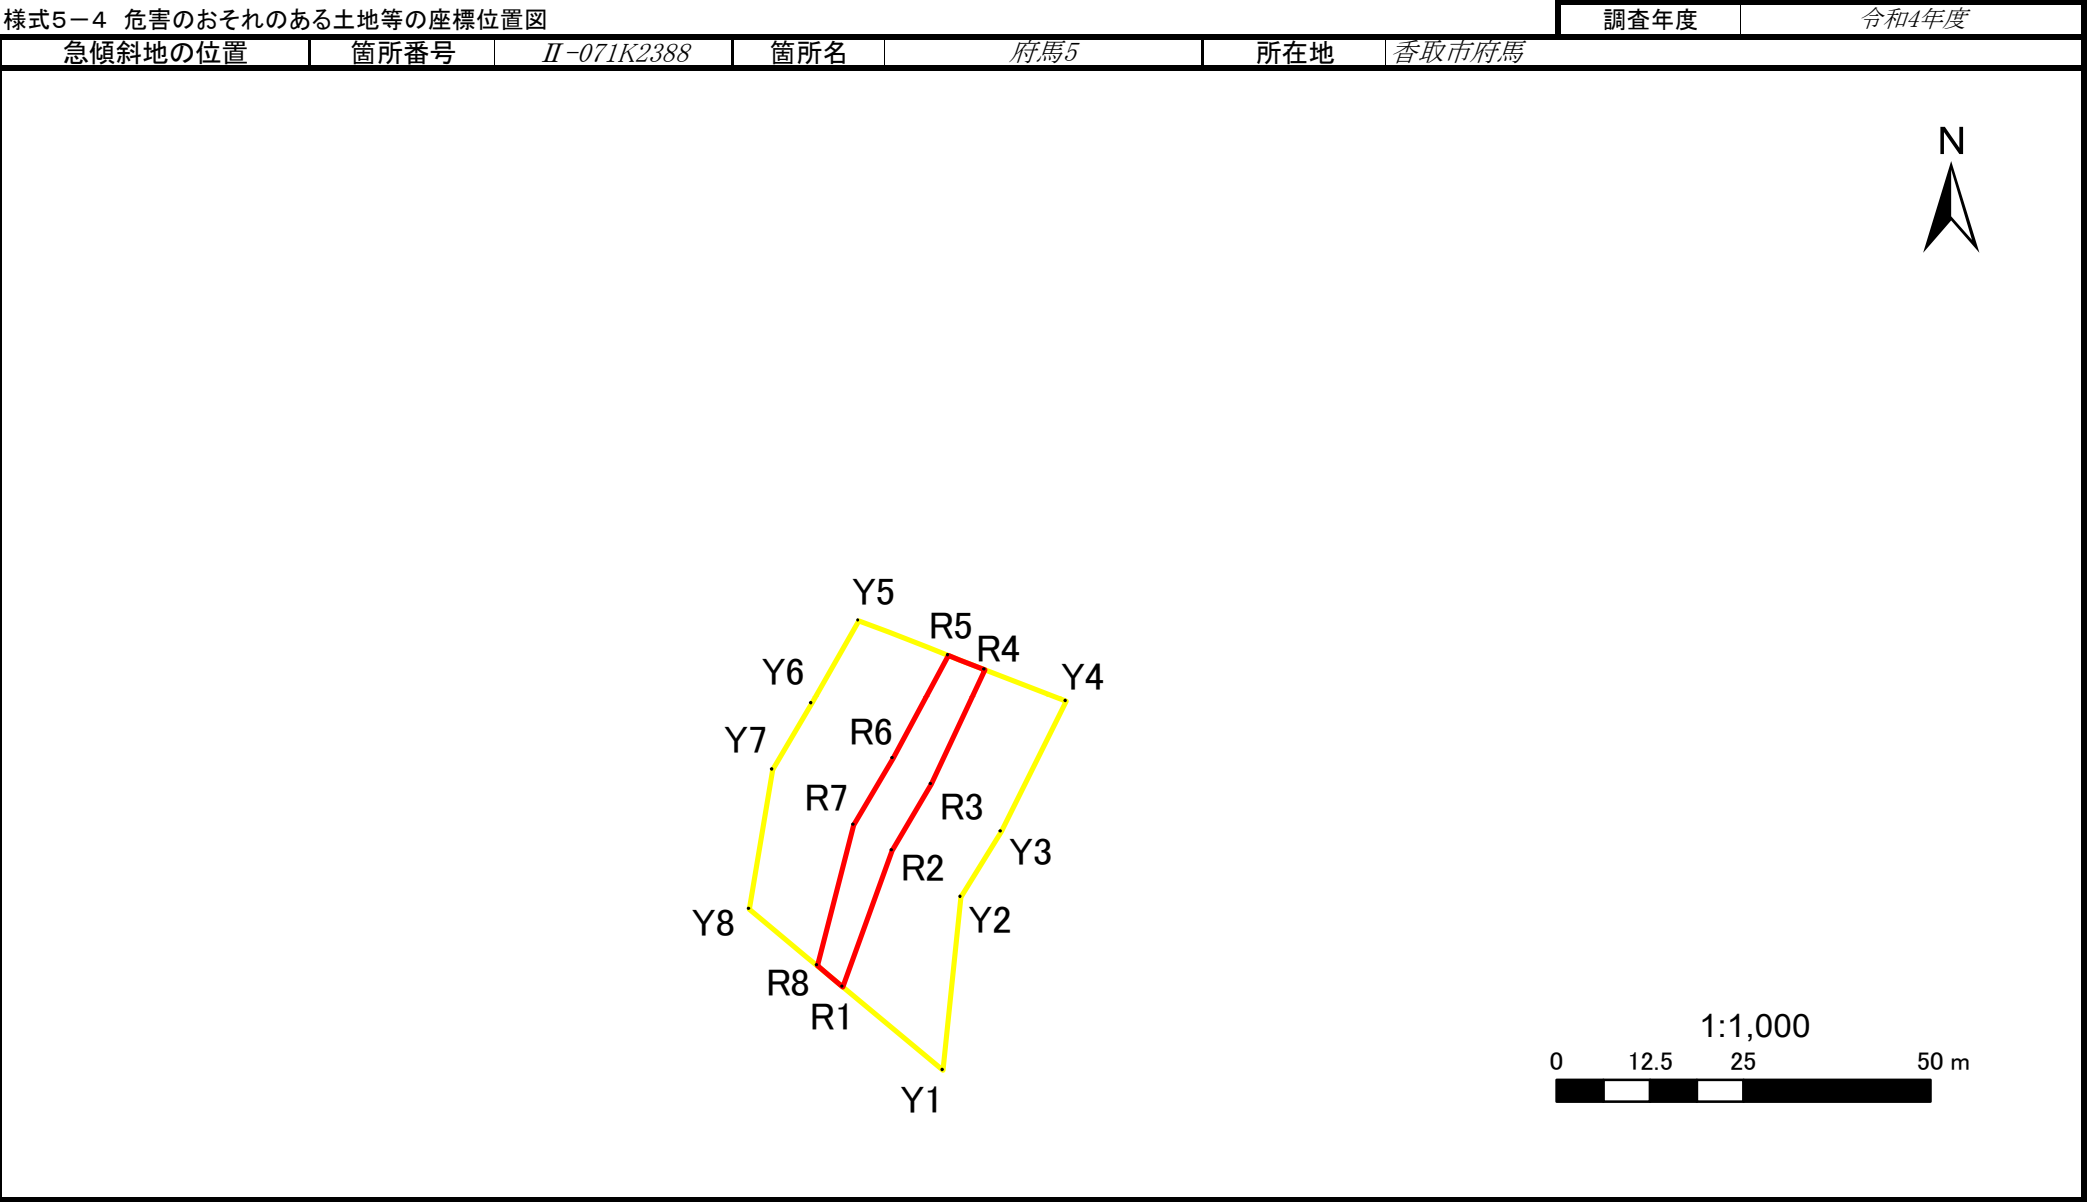 様式5－4　危害のおそれのある土地等の座標位置図　調査年度　令和4年度
急傾斜地の位置　箇所番号　Ⅱ-071K2388　箇所名　府馬5　所在地　香取市府馬
N
Y5
R5
R4
Y4
Y6
R6
Y7
R7
R3
Y3
R2
Y2
Y8
R8
R1
Y1
1:1,000
0　12.5　25　50 m